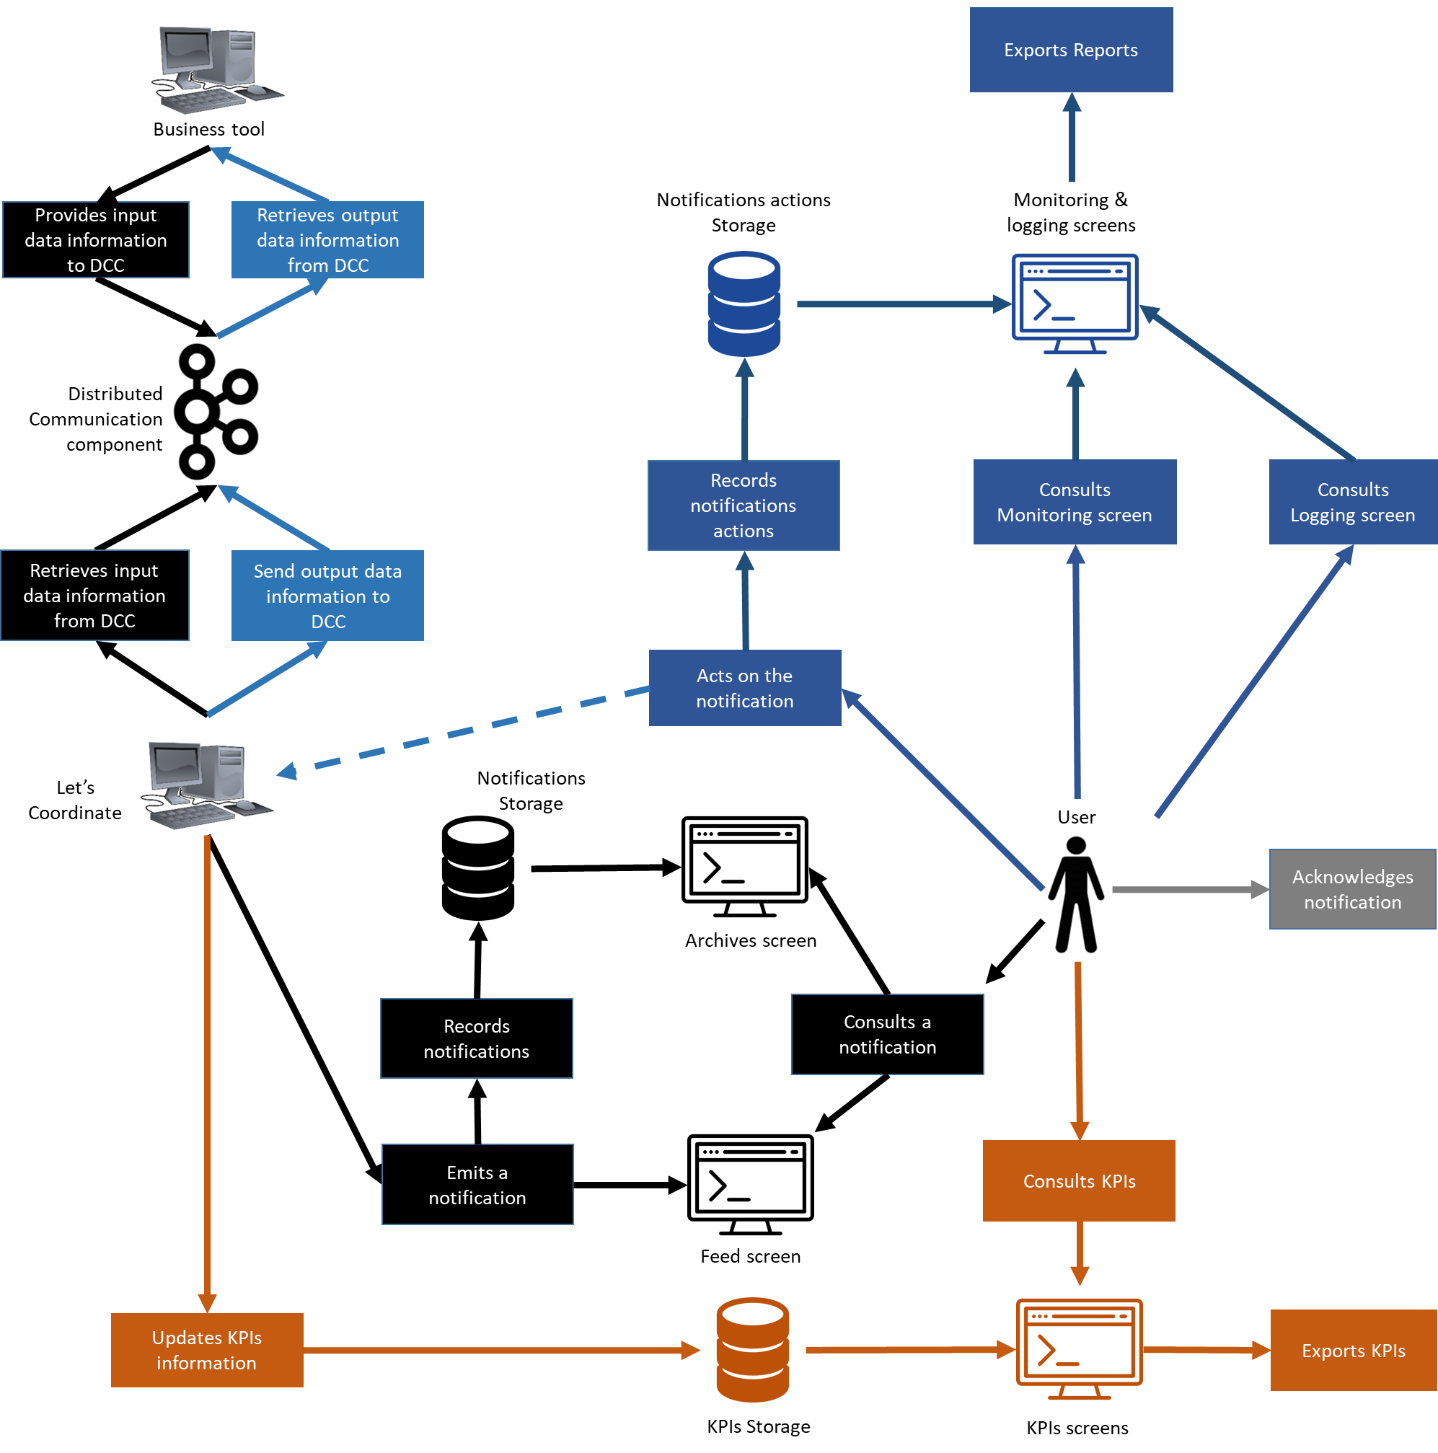 Exports Reports
Business tool
Provides input
data information
to DCC
Retrieves output
data information
from DCC
Notifications actions
Storage
Monitoring &
logging screens
Distributed
Communication
component
Records
notifications
actions
Consults
Monitoring screen
Consults
Logging screen
Retrieves input
data information
from DCC
Send output data
information to
DCC
Acts on the
notification
Let's
Coordinate
Notifications
Storage
User
Acknowledges
notification
Archives screen
Records
notifications
Consults a
notification
Emits a
notification
Feed screen
Consults KPIs
Updates KPIs
information
KPIs Storage
KPIs screens
Exports KPIs